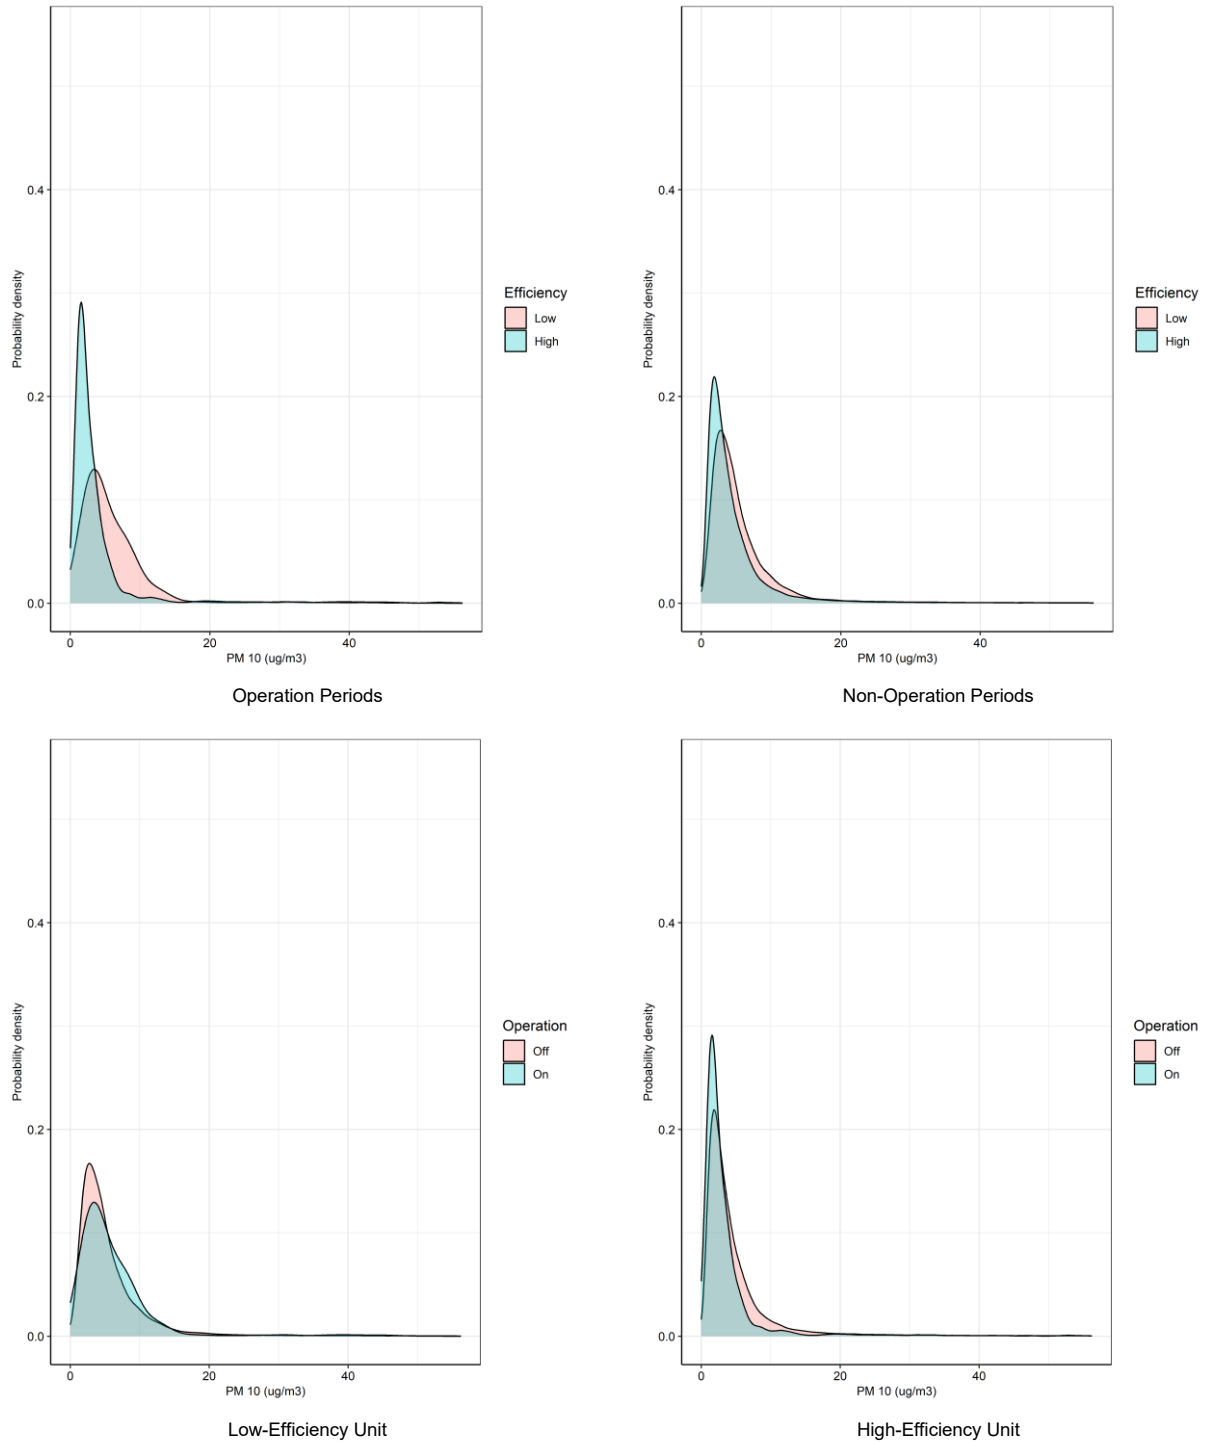 0.4
0.2
0.0
Probability density
0
20
40
PM 10 (ug/m3)
Efficiency
Low
High
Operation Periods
0.4
0.2
0.0
Probability density
0
20
40
PM 10 (ug/m3)
Efficiency
Low
High
Non-Operation Periods
0.4
0.2
0.0
Probability density
0
20
40
PM 10 (ug/m3)
Operation
Off
On
Low-Efficiency Unit
0.4
0.2
0.0
Probability density
0
20
40
PM 10 (ug/m3)
Operation
Off
On
High-Efficiency Unit